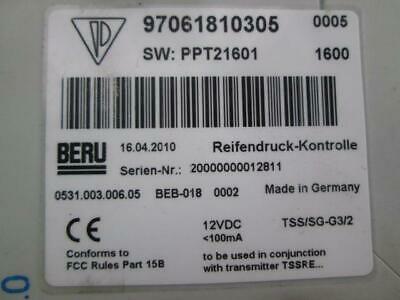 97061810305 0005
SW: PPT21601 1600
BERU 16.04.2010 Reifendruck-Kontrolle
Serien-Nr.: 20000000012811
0531.003.006.05 BEB-018 0002 Made in Germany
CE 12VDC TSS/SG-G3/2
<100mA
Conforms to to be used in conjunction
FCC Rules Part 15B with transmitter TSSRE...